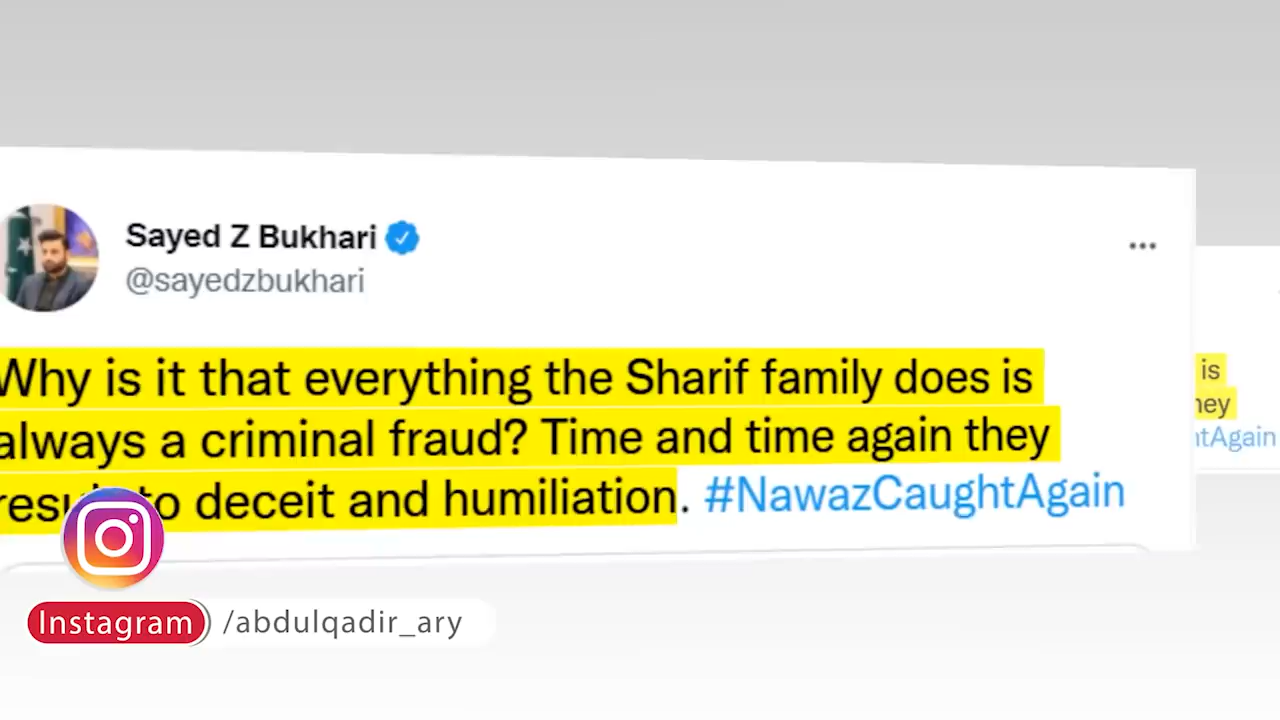 Sayed Z Bukhari
@sayedzbukhari
Why is it that everything the Sharif family does is
always a criminal fraud? Time and time again they
to deceit and humiliation. #NawazCaughtAgain
is
tAgain
Instagram /abdulqadir_ary